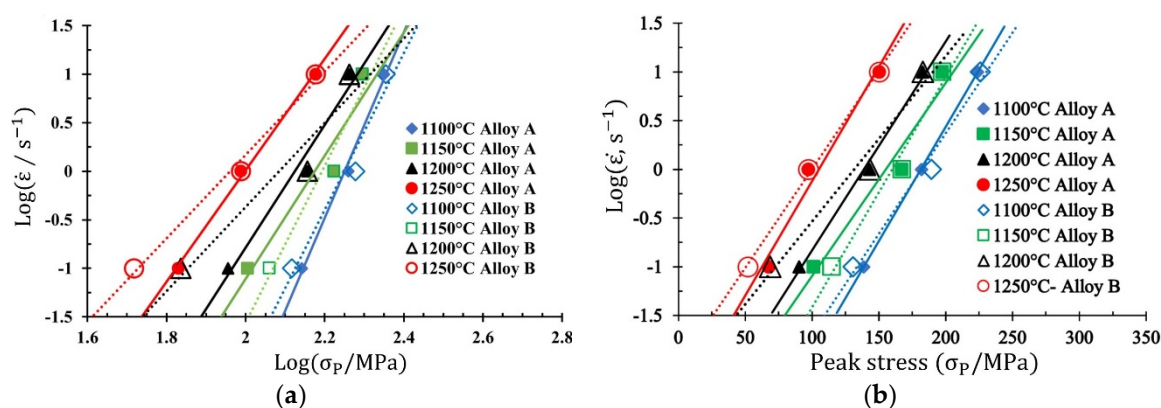 1.5
1
0.5
0
-0.5
-1
-1.5
1.6
1.8
2
2.2
2.4
2.6
2.8
Log(ε̇ / s⁻¹)
Log(σP/MPa)
1100°C Alloy A
1150°C Alloy A
1200°C Alloy A
1250°C Alloy A
1100°C Alloy B
1150°C Alloy B
1200°C Alloy B
1250°C Alloy B
(a)
1.5
1
0.5
0
-0.5
-1
-1.5
0
50
100
150
200
250
300
350
Log(ε̇, s⁻¹)
Peak stress (σP/MPa)
1100°C Alloy A
1150°C Alloy A
1200°C Alloy A
1250°C Alloy A
1100°C Alloy B
1150°C Alloy B
1200°C Alloy B
1250°C- Alloy B
(b)